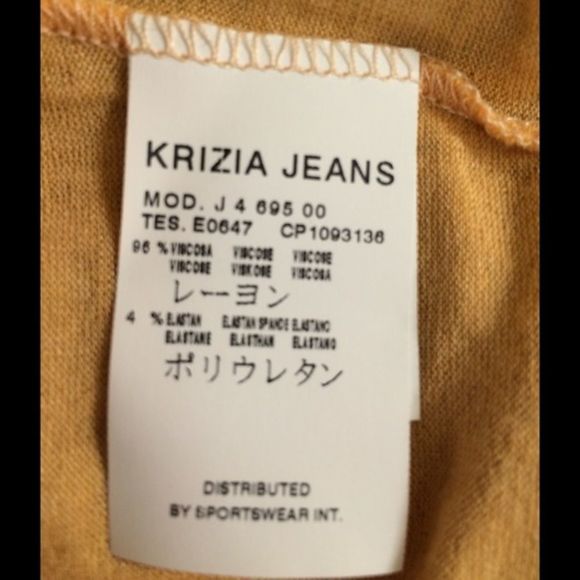 KRIZIA JEANS
MOD. J 4 695 00
TES. E0647 CP1093136
96 % VISCOSA VISCOSE VISCOSE
VISCOSE VISKOSE VISCOSA
レーヨン
4 % ELASTAN ELASTAN SPANDE ELASTANO
ELASTANE ELASTHAN ELASTANO
ポリウレタン
DISTRIBUTED
BY SPORTSWEAR INT.